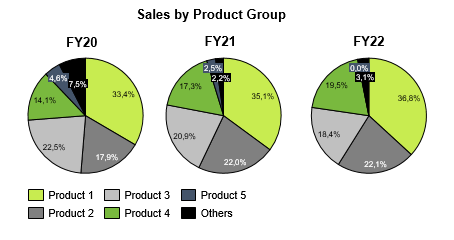 Sales by Product Group
FY20 FY21 FY22
4,6% 7,5% 33,4% 14,1% 22,5% 17,9%
2,5% 2,2% 17,3% 35,1% 20,9% 22,0%
0,0% 3,1% 19,5% 36,8% 18,4% 22,1%
Product 1 Product 3 Product 5
Product 2 Product 4 Others